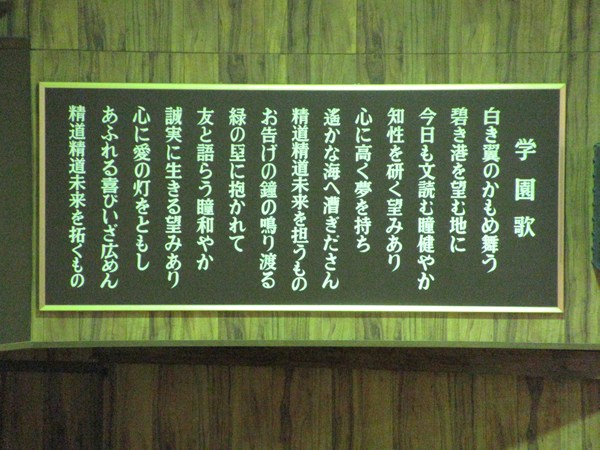 学園歌
白き翼のかもめ舞う
碧き港を望む地に
今日も文読む瞳健やか
知性を研く望みあり
心に高く夢を持ち
遙かな海へ漕ぎださん
精道精道未来を担うもの
お告げの鐘の鳴り渡る
緑の里に抱かれて
友と語らう瞳和やか
誠実に生きる望みあり
心に愛の灯をともし
あふれる喜びいざ広めん
精道精道未来を拓くもの